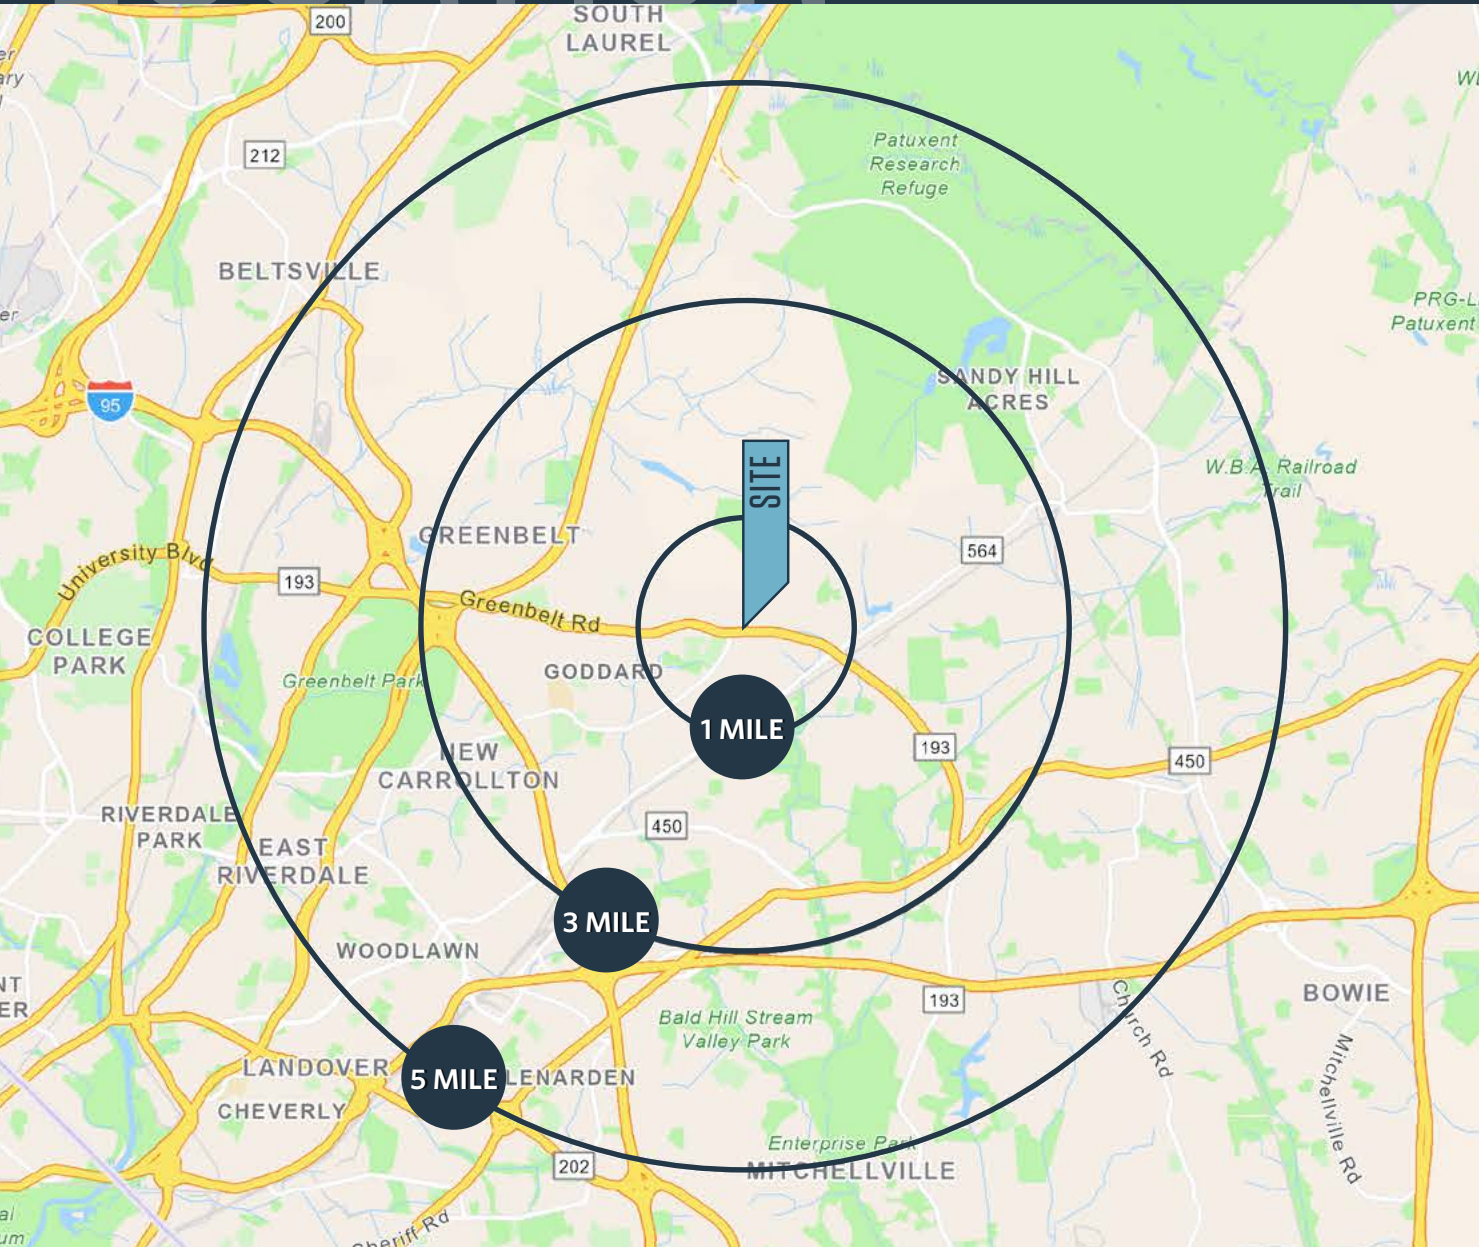 200
SOUTH
LAUREL
212
Patuxent
Research
Refuge
BELTSVILLE
PRG-L
Patuxent
SANDY HILL
ACRES
95
W.B.A. Railroad
Trail
SITE
GREENBELT
564
University Blvd
193
Greenbelt Rd
COLLEGE
PARK
GODDARD
Greenbelt Park
1 MILE
NEW
CARROLLTON
193
450
RIVERDALE
PARK
450
EAST
RIVERDALE
3 MILE
WOODLAWN
193
BOWIE
Church Rd
Bald Hill Stream
Valley Park
Mitchellville Rd
LANDOVER
5 MILE
LENARDEN
CHEVERLY
Enterprise Park
MITCHELLVILLE
202
Sheriff Rd